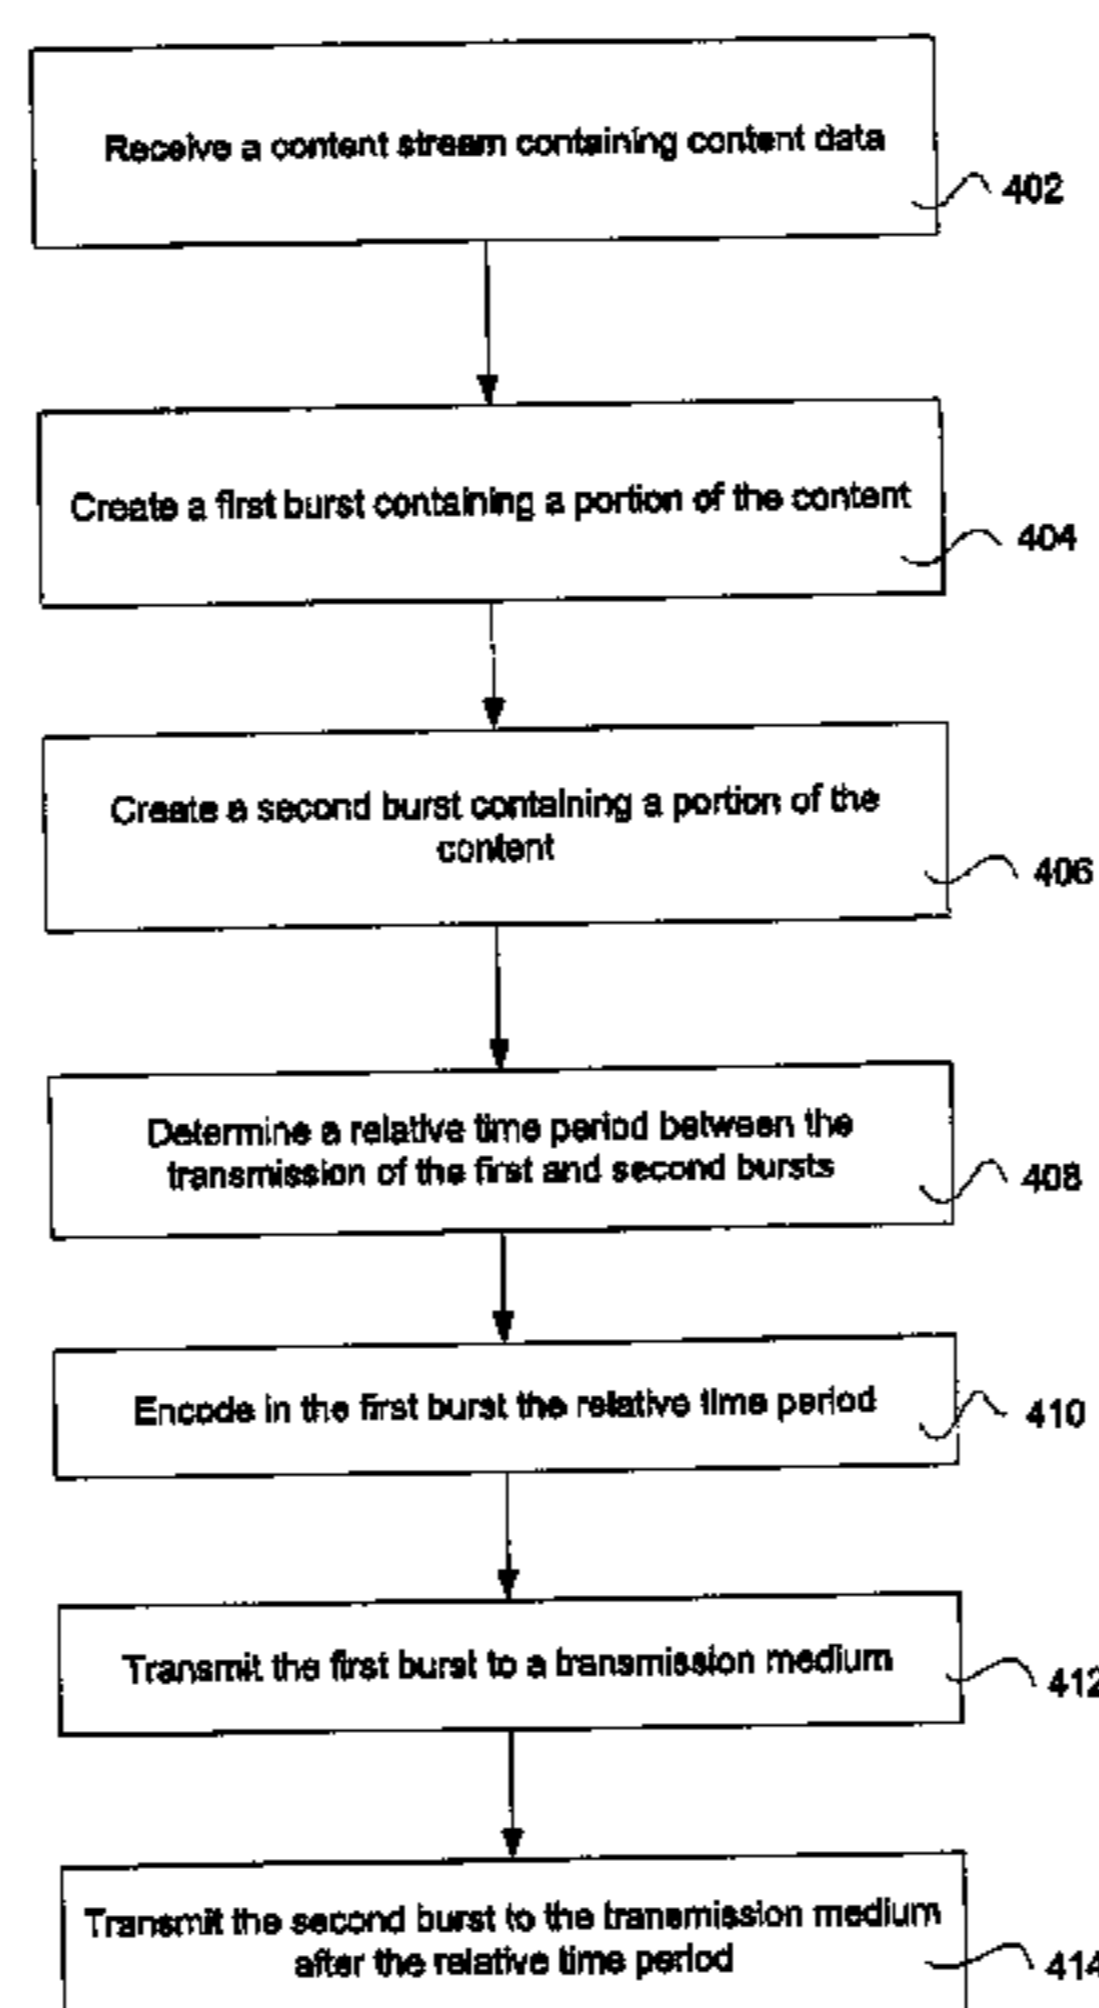 Receive a content stream containing content data
402
Create a first burst containing a portion of the content
404
Create a second burst containing a portion of the
content
406
Determine a relative time period between the
transmission of the first and second bursts
408
Encode in the first burst the relative time period
410
Transmit the first burst to a transmission medium
412
Transmit the second burst to the transmission medium
after the relative time period
414